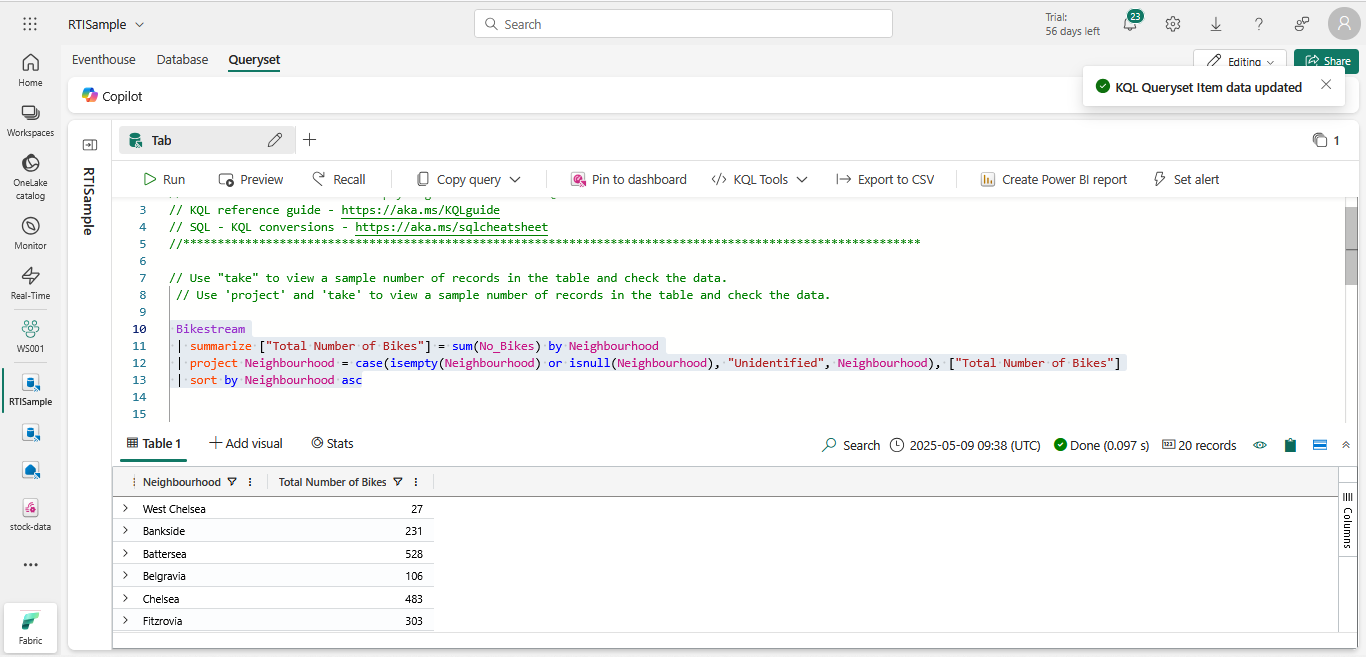 RTISample
Search
Trial:
56 days left
23
Home
Workspaces
OneLake
catalog
Monitor
Real-Time
WS001
RTISample
stock-data
Fabric
Eventhouse
Database
Queryset
Editing
Share
Copilot
KQL Queryset Item data updated
RTISample
Tab
1
Run
Preview
Recall
Copy query
Pin to dashboard
KQL Tools
Export to CSV
Create Power BI report
Set alert
3 // KQL reference guide - https://aka.ms/KQLguide
4 // SQL - KQL conversions - https://aka.ms/sqlcheatsheet
5 //*************************************************************************************************************
6
7 // Use "take" to view a sample number of records in the table and check the data.
8 // Use 'project' and 'take' to view a sample number of records in the table and check the data.
9
10 Bikestream
11 | summarize ["Total Number of Bikes"] = sum(No_Bikes) by Neighbourhood
12 | project Neighbourhood = case(isempty(Neighbourhood) or isnull(Neighbourhood), "Unidentified", Neighbourhood), ["Total Number of Bikes"]
13 | sort by Neighbourhood asc
14
15
Table 1
Add visual
Stats
Search
2025-05-09 09:38 (UTC)
Done (0.097 s)
20 records
Neighbourhood Total Number of Bikes
West Chelsea 27
Bankside 231
Battersea 528
Belgravia 106
Chelsea 483
Fitzrovia 303
Columns